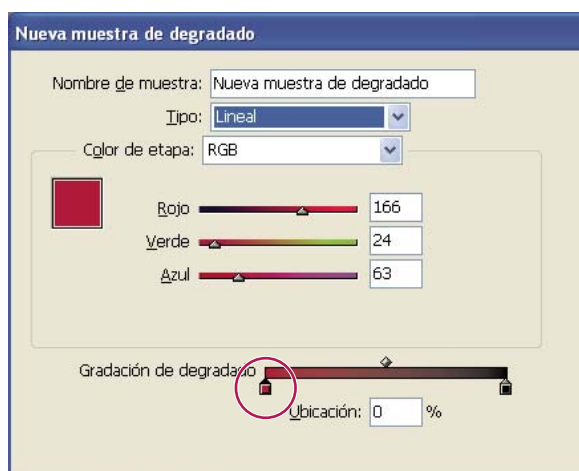 Nueva muestra de degradado
Nombre de muestra: Nueva muestra de degradado
Tipo: Lineal
Color de etapa: RGB
Rojo 166
Verde 24
Azul 63
Gradación de degradado
Ubicación: 0 %